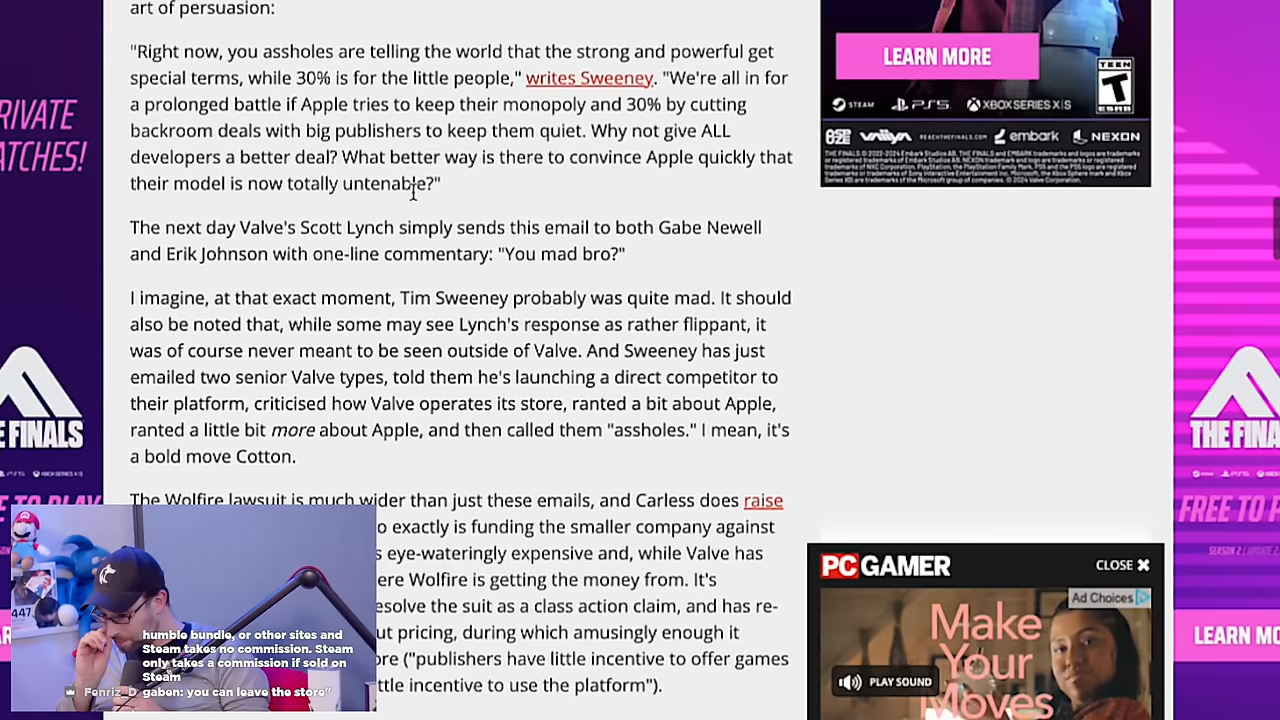 art of persuasion:
"Right now, you assholes are telling the world that the strong and powerful get
special terms, while 30% is for the little people," writes Sweeney. "We're all in for
a prolonged battle if Apple tries to keep their monopoly and 30% by cutting
backroom deals with big publishers to keep them quiet. Why not give ALL
developers a better deal? What better way is there to convince Apple quickly that
their model is now totally untenable?"
The next day Valve's Scott Lynch simply sends this email to both Gabe Newell
and Erik Johnson with one-line commentary: "You mad bro?"
I imagine, at that exact moment, Tim Sweeney probably was quite mad. It should
also be noted that, while some may see Lynch's response as rather flippant, it
was of course never meant to be seen outside of Valve. And Sweeney has just
emailed two senior Valve types, told them he's launching a direct competitor to
their platform, criticised how Valve operates its store, ranted a bit about Apple,
ranted a little bit more about Apple, and then called them "assholes." I mean, it's
a bold move Cotton.
The Wolfire lawsuit is much wider than just these emails, and Carless does raise
o exactly is funding the smaller company against
s eye-wateringly expensive and, while Valve has
ere Wolfire is getting the money from. It's
esolve the suit as a class action claim, and has re-
ut pricing, during which amusingly enough it
ore ("publishers have little incentive to offer games
ttle incentive to use the platform").
humble bundle, or other sites and
Steam takes no commission. Steam
only takes a commission if sold on
Steam
Fenriz_D gaben: you can leave the store"
447
RIVATE
ATCHES!
E FINALS
LEARN MORE
TEEN
T
ESRB
STEAM PS5 XBOX SERIES X|S
REACHTHEFINALS.COM embark NEXON
THE FINA
FREE TO P
LEARN MO
PC GAMER
CLOSE
Ad Choices
Make
Your
Moves
PLAY SOUND